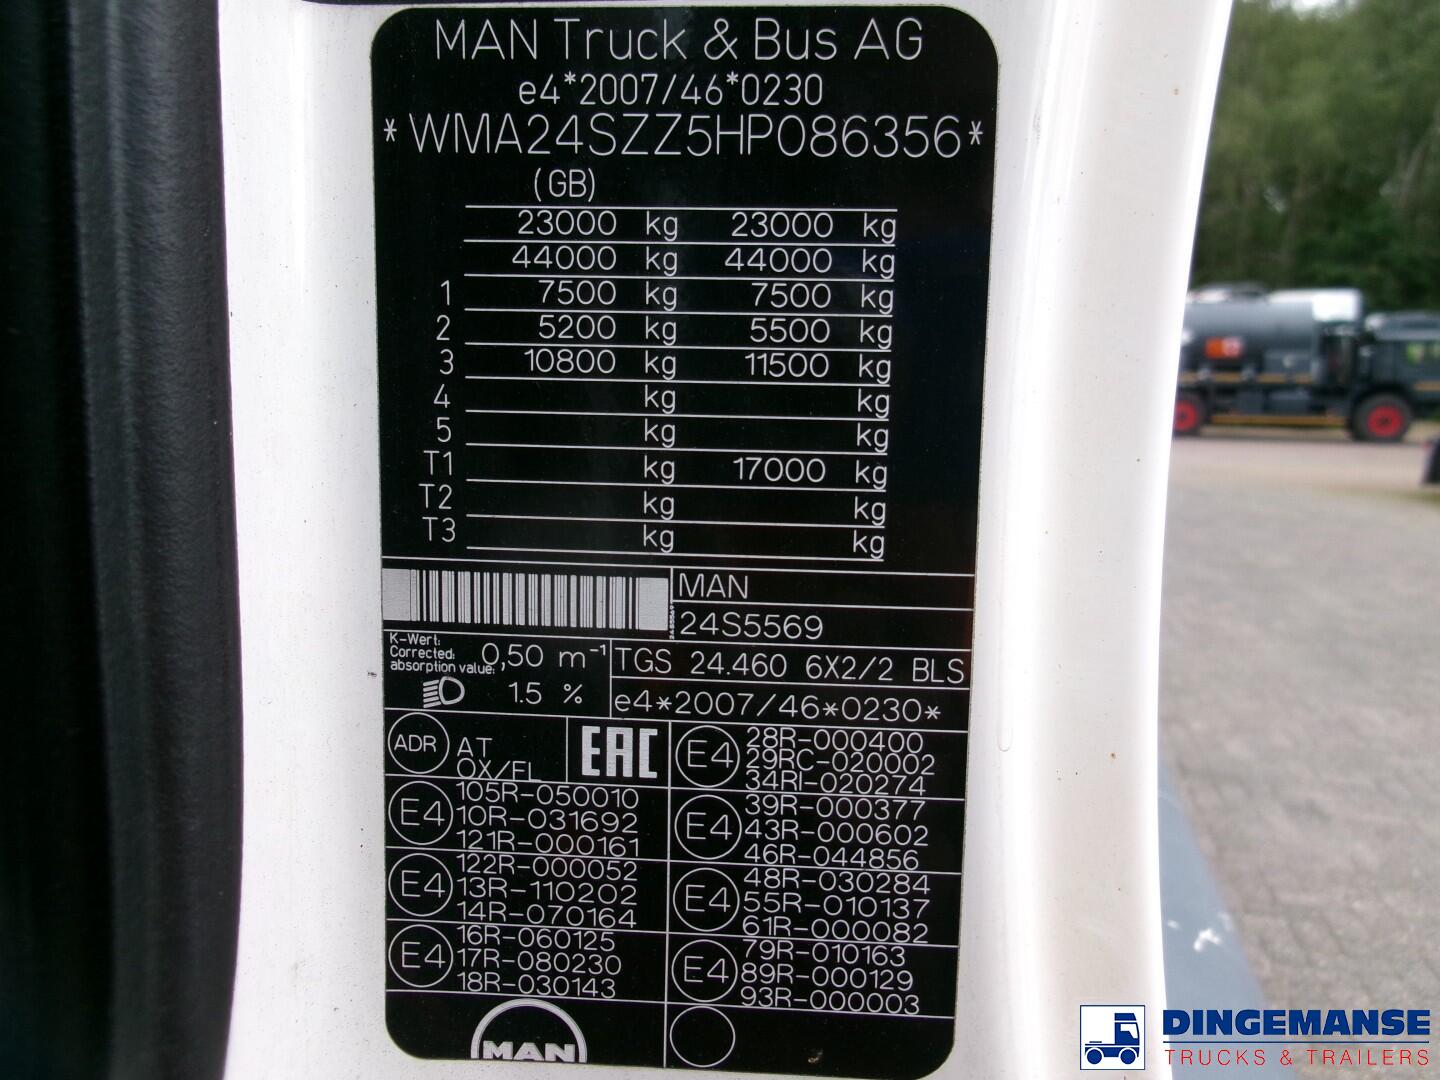 MAN Truck & Bus AG
e4*2007/46*0230
*WMA24SZZ5HP086356*
(GB)
23000 kg 23000 kg
44000 kg 44000 kg
1 7500 kg 7500 kg
2 5200 kg 5500 kg
3 10800 kg 11500 kg
4 kg kg
5 kg kg
T1 kg 17000 kg
T2 kg kg
T3 kg kg
24S5569
MAN
24S5569
K-Wert:
Corrected
absorption value:
0,50 m⁻¹
1.5 %
TGS 24.460 6X2/2 BLS
e4*2007/46*0230*
ADR AT
OX/FL
EAC
E4 28R-000400
29RC-020002
34RI-020274
E4 105R-050010
10R-031692
121R-000161
E4 39R-000377
43R-000602
46R-044856
E4 122R-000052
13R-110202
14R-070164
E4 48R-030284
55R-010137
61R-000082
E4 16R-060125
17R-080230
18R-030143
E4 79R-010163
89R-000129
93R-000003
MAN
DINGEMANSE
TRUCKS & TRAILERS